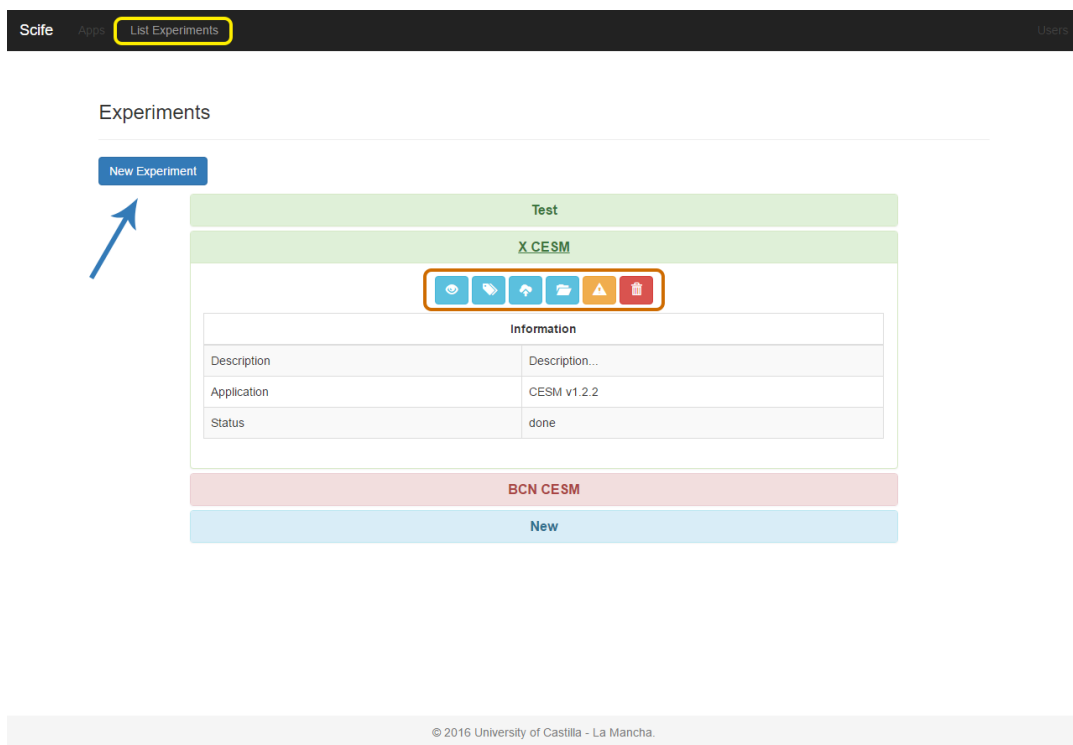 Scife Apps List Experiments Users
Experiments
New Experiment
Test
X CESM
Information
Description Description...
Application CESM v1.2.2
Status done
BCN CESM
New
© 2016 University of Castilla - La Mancha.